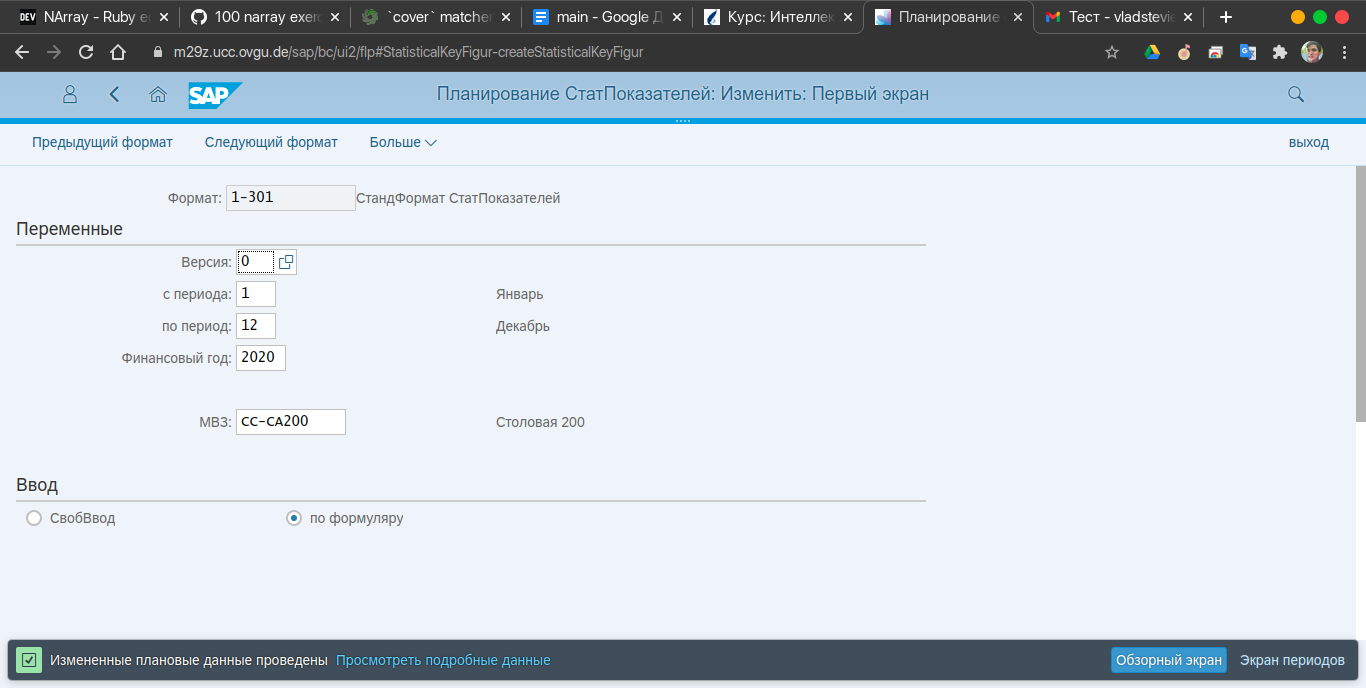 DEV NArray - Ruby e
100 narray exer
`cover` matche
main - Google Д
Курс: Интеллек
Планирование
Тест - vladstevie
m29z.ucc.ovgu.de/sap/bc/ui2/flp#StatisticalKeyFigur-createStatisticalKeyFigur
SAP
Планирование СтатПоказателей: Изменить: Первый экран
Предыдущий формат Следующий формат Больше выход
Формат: 1-301 СтандФормат СтатПоказателей
Переменные
Версия: 0
с периода: 1 Январь
по период: 12 Декабрь
Финансовый год: 2020
МВЗ: CC-CA200 Столовая 200
Ввод
СвобВвод по формуляру
Измененные плановые данные проведены Просмотреть подробные данные Обзорный экран Экран периодов